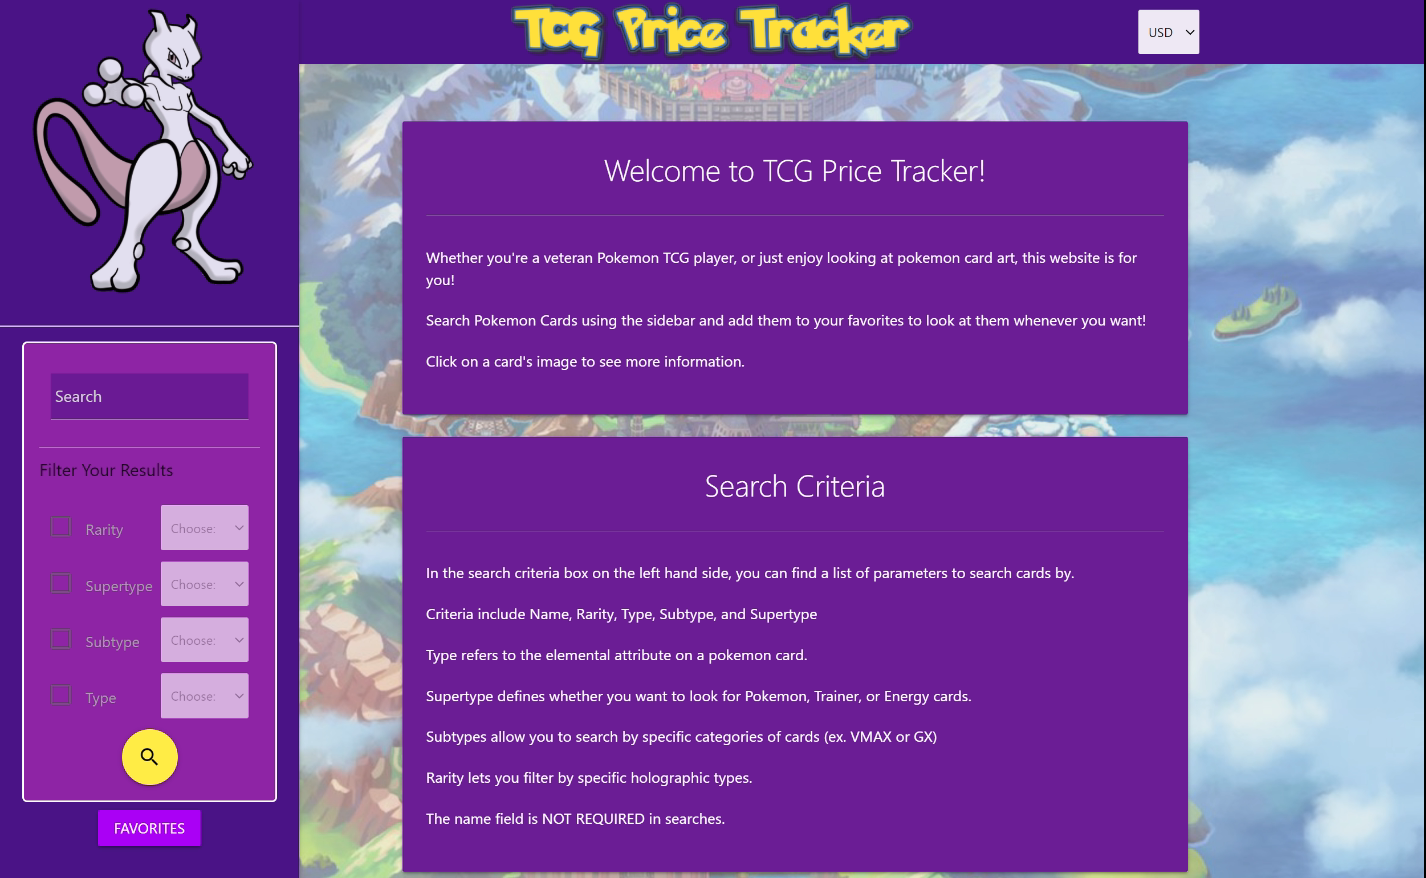 TCG Price Tracker
USD
Search
Filter Your Results
Rarity
Choose:
Supertype
Choose:
Subtype
Choose:
Type
Choose:
FAVORITES
Welcome to TCG Price Tracker!
Whether you're a veteran Pokemon TCG player, or just enjoy looking at pokemon card art, this website is for
you!
Search Pokemon Cards using the sidebar and add them to your favorites to look at them whenever you want!
Click on a card's image to see more information.
Search Criteria
In the search criteria box on the left hand side, you can find a list of parameters to search cards by.
Criteria include Name, Rarity, Type, Subtype, and Supertype
Type refers to the elemental attribute on a pokemon card.
Supertype defines whether you want to look for Pokemon, Trainer, or Energy cards.
Subtypes allow you to search by specific categories of cards (ex. VMAX or GX)
Rarity lets you filter by specific holographic types.
The name field is NOT REQUIRED in searches.